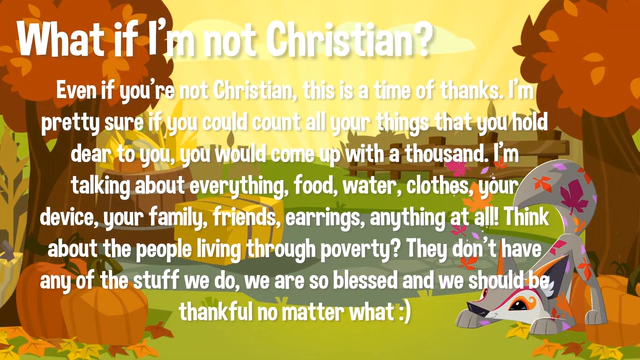 What if I'm not Christian?
Even if you're not Christian, this is a time of thanks. I'm
pretty sure if you could count all your things that you hold
dear to you, you would come up with a thousand. I'm
talking about everything, food, water, clothes, your
device, your family, friends, earrings, anything at all! Think
about the people living through poverty? They don't have
any of the stuff we do, we are so blessed and we should be
thankful no matter what :)